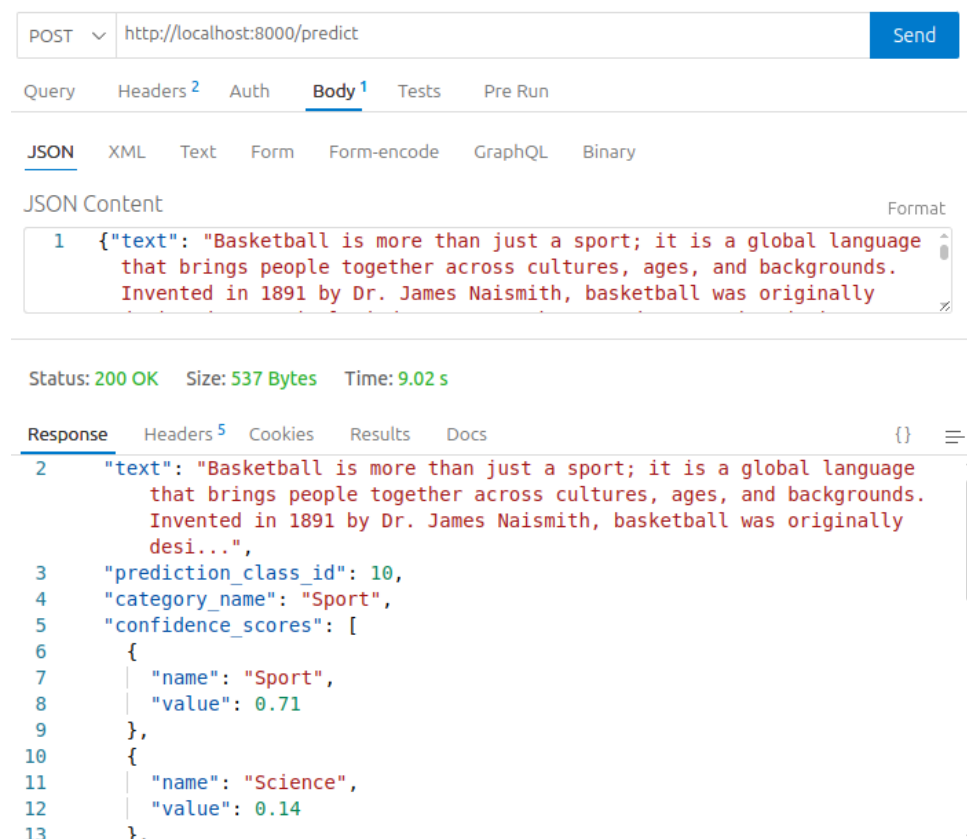 POST http://localhost:8000/predict Send
Query Headers 2 Auth Body 1 Tests Pre Run
JSON XML Text Form Form-encode GraphQL Binary
JSON Content
Format
1 {"text": "Basketball is more than just a sport; it is a global language
that brings people together across cultures, ages, and backgrounds.
Invented in 1891 by Dr. James Naismith, basketball was originally
Status: 200 OK Size: 537 Bytes Time: 9.02 s
Response Headers 5 Cookies Results Docs {}
2 "text": "Basketball is more than just a sport; it is a global language
that brings people together across cultures, ages, and backgrounds.
Invented in 1891 by Dr. James Naismith, basketball was originally
desi...",
3 "prediction_class_id": 10,
4 "category_name": "Sport",
5 "confidence_scores": [
6 {
7 "name": "Sport",
8 "value": 0.71
9 },
10 {
11 "name": "Science",
12 "value": 0.14
13 },